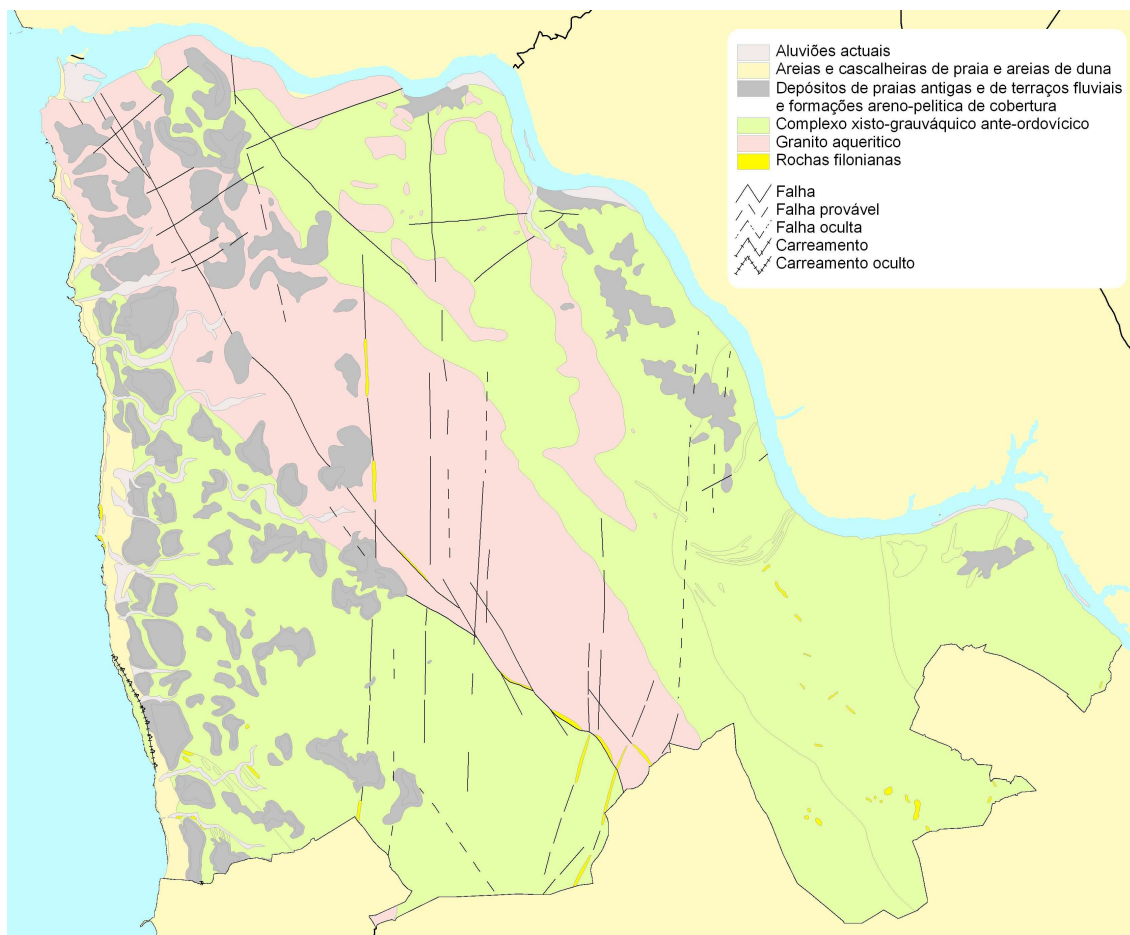 Aluviões actuais
Areias e cascalheiras de praia e areias de duna
Depósitos de praias antigas e de terraços fluviais
e formações areno-pelitica de cobertura
Complexo xisto-grauváquico ante-ordovícico
Granito aqueritico
Rochas filonianas
Falha
Falha provável
Falha oculta
Carreamento
Carreamento oculto